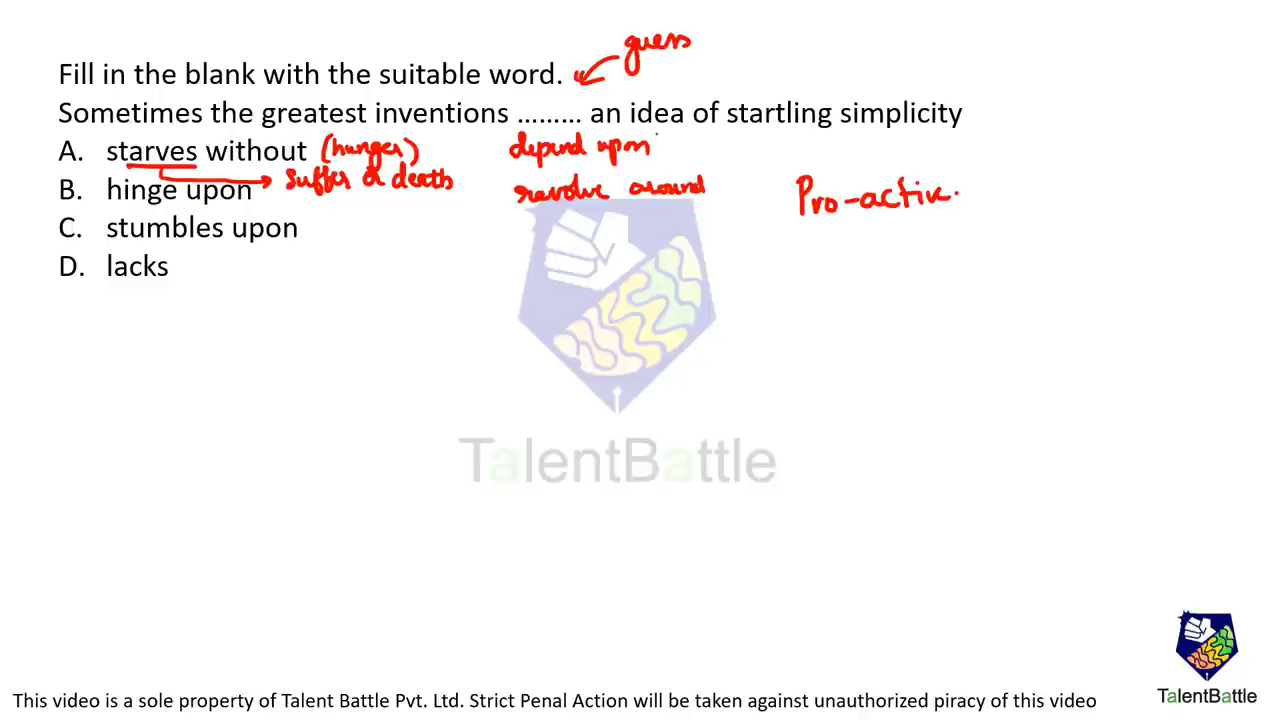 guess
Fill in the blank with the suitable word.
Sometimes the greatest inventions ......... an idea of startling simplicity
A. starves without (hunger) depend upon
suffer or death
B. hinge upon revolve around Pro-active.
C. stumbles upon
D. lacks
TalentBattle
TalentBattle
This video is a sole property of Talent Battle Pvt. Ltd. Strict Penal Action will be taken against unauthorized piracy of this video